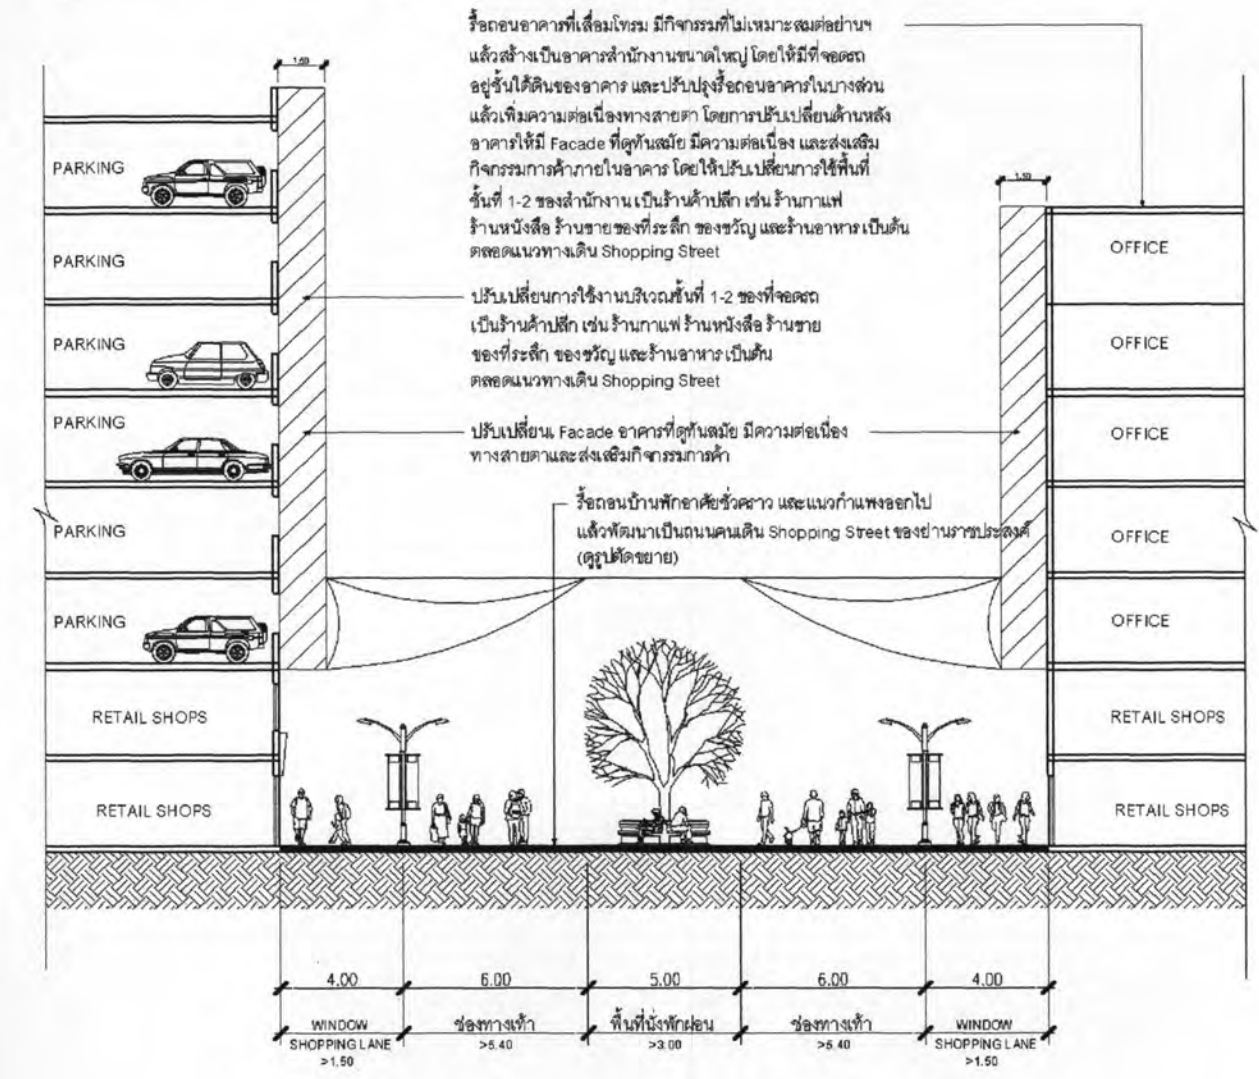 รื้อถอนอาคารที่เสื่อมโทรม มีกิจกรรมที่ไม่เหมาะสมต่อย่านฯ
แล้วสร้างเป็นอาคารสำนักงานขนาดใหญ่ โดยให้มีที่จอดรถ
อยู่ชั้นใต้ดินของอาคาร และปรับปรุงรื้อถอนอาคารในบางส่วน
แล้วเพิ่มความต่อเนื่องทางสายตา โดยการปรับเปลี่ยนด้านหลัง
อาคารให้มี Facade ที่ดูทันสมัย มีความต่อเนื่อง และส่งเสริม
กิจกรรมการค้าภายในอาคาร โดยให้ปรับเปลี่ยนการใช้พื้นที่
ชั้นที่ 1-2 ของสำนักงาน เป็นร้านค้าปลีก เช่น ร้านกาแฟ
ร้านหนังสือ ร้านขายของที่ระลึก ของขวัญ และร้านอาหาร เป็นต้น
ตลอดแนวทางเดิน Shopping Street
1.50
1.50
PARKING
PARKING
PARKING
PARKING
PARKING
PARKING
RETAIL SHOPS
RETAIL SHOPS
ปรับเปลี่ยนการใช้งานบริเวณชั้นที่ 1-2 ของที่จอดรถ
เป็นร้านค้าปลีก เช่น ร้านกาแฟ ร้านหนังสือ ร้านขาย
ของที่ระลึก ของขวัญ และร้านอาหาร เป็นต้น
ตลอดแนวทางเดิน Shopping Street
ปรับเปลี่ยน Facade อาคารที่ดูทันสมัย มีความต่อเนื่อง
ทางสายตาและส่งเสริมกิจกรรมการค้า
รื้อถอนบ้านพักอาศัยชั่วคราว และแนวกำแพงออกไป
แล้วพัฒนาเป็นถนนคนเดิน Shopping Street ของย่านราชประสงค์
(ดูรูปตัดขยาย)
OFFICE
OFFICE
OFFICE
OFFICE
OFFICE
RETAIL SHOPS
RETAIL SHOPS
4.00 6.00 5.00 6.00 4.00
WINDOW ช่องทางเท้า พื้นที่นั่งพักผ่อน ช่องทางเท้า WINDOW
SHOPPING LANE >5.40 >3.00 >5.40 SHOPPING LANE
>1.50 >1.50